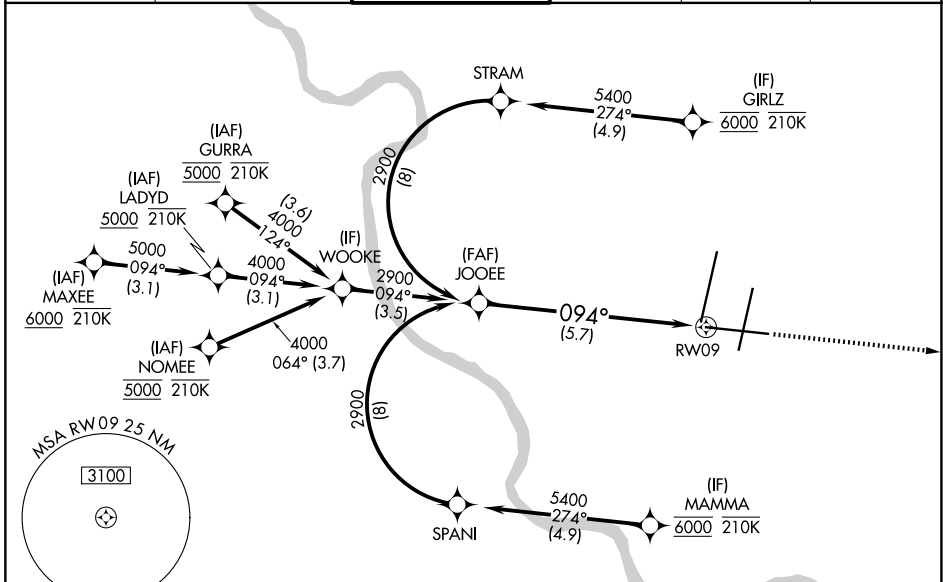 STRAM
5400
274°
(4.9)
(IF)
GIRLZ
6000 210K
(IAF)
GURRA
5000 210K
(IAF)
LADYD
5000 210K
2900
(8)
(3.6)
4000
124°
(IF)
WOOKE
(FAF)
JOOEE
5000
094°
(3.1)
4000
094°
(3.1)
2900
094°
(3.5)
(IAF)
MAXEE
6000 210K
094°
(5.7)
RW09
(IAF)
NOMEE
5000 210K
4000
064° (3.7)
2900
(8)
MSA RW09 25 NM
3100
SPANI
5400
274°
(4.9)
(IF)
MAMMA
6000 210K